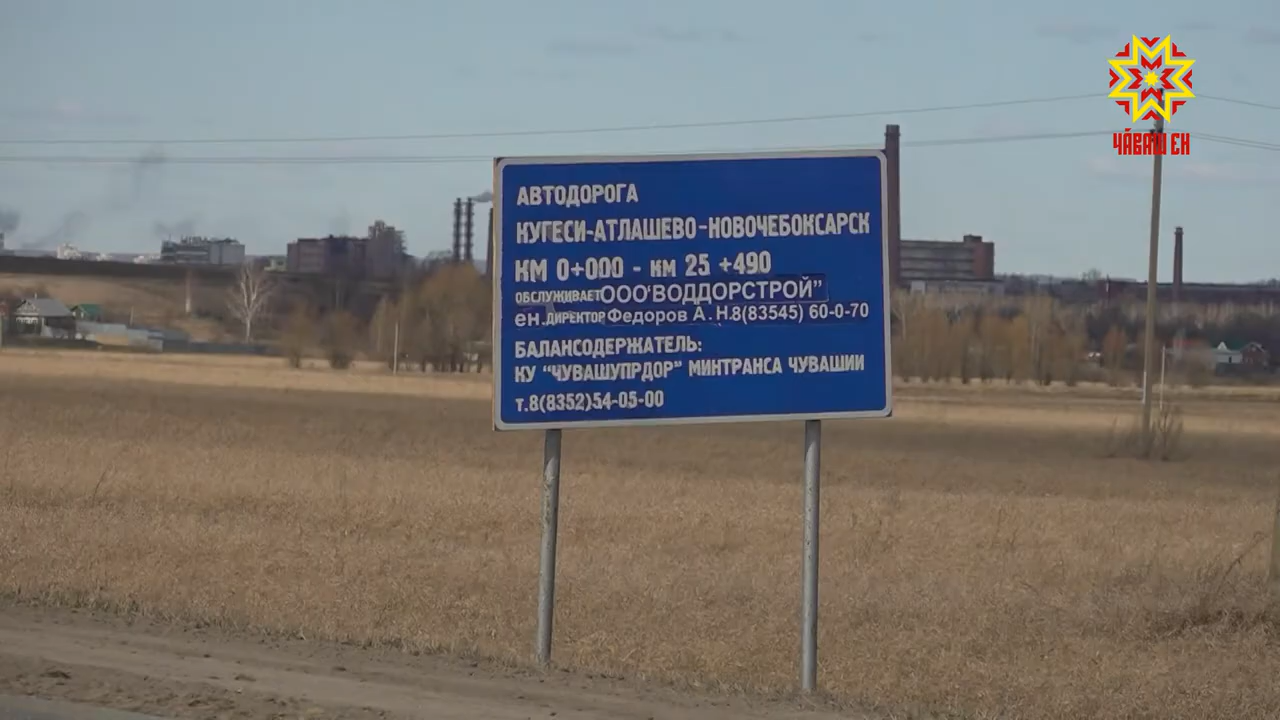 ЧӐВАШ ЕН
АВТОДОРОГА
КУГЕСИ-АТЛАШЕВО-НОВОЧЕБОКСАРСК
КМ 0+000 - км 25 +490
ОБСЛУЖИВАЕТ ООО "ВОДДОРСТРОЙ"
ен.ДИРЕКТОР Федоров А. Н 8(83545) 60-0-70
БАЛАНСОДЕРЖАТЕЛЬ:
КУ "ЧУВАШУПРДОР" МИНТРАНСА ЧУВАШИИ
т.8(8352)54-05-00